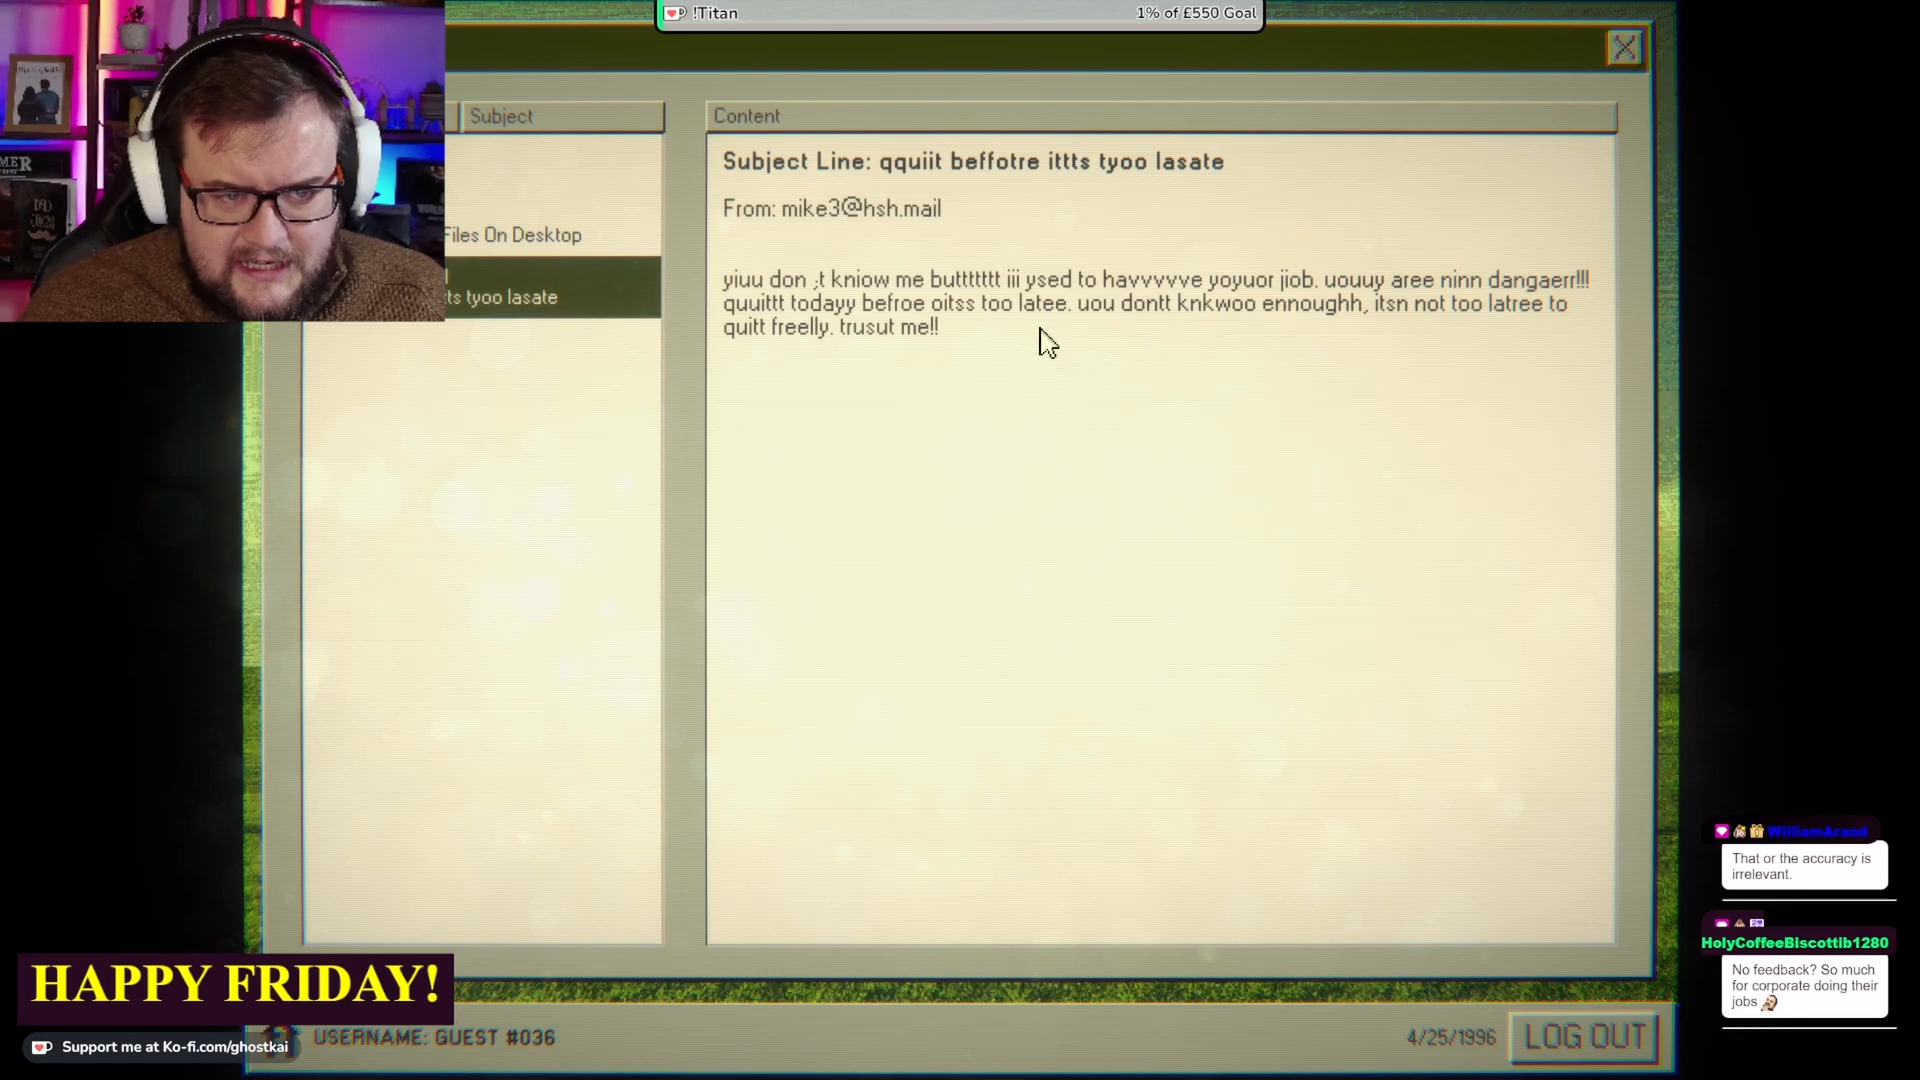 !Titan
1% of £550 Goal
Subject
Content
Subject Line: qquiit beffotre ittts tyoo lasate
From: mike3@hsh.mail
Files On Desktop
ts tyoo lasate
yiuu don ;t kniow me buttttttt iii ysed to havvvvvve yoyuor jiob. uouuy aree ninn dangaerr!!!
quuittt todayy befroe oitss too latee. uou dontt knkwoo ennoughh, itsn not too latree to
quitt freelly. trusut me!!
WilliamArand
That or the accuracy is
irrelevant.
HolyCoffeeBiscottib1280
No feedback? So much
for corporate doing their
jobs
HAPPY FRIDAY!
Support me at Ko-fi.com/ghostkai
USERNAME: GUEST #036
4/25/1996
LOG OUT